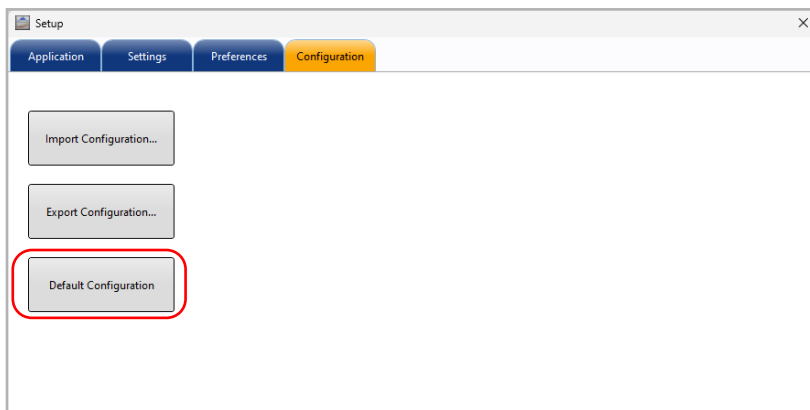 Setup
Application Settings Preferences Configuration
Import Configuration...
Export Configuration...
Default Configuration